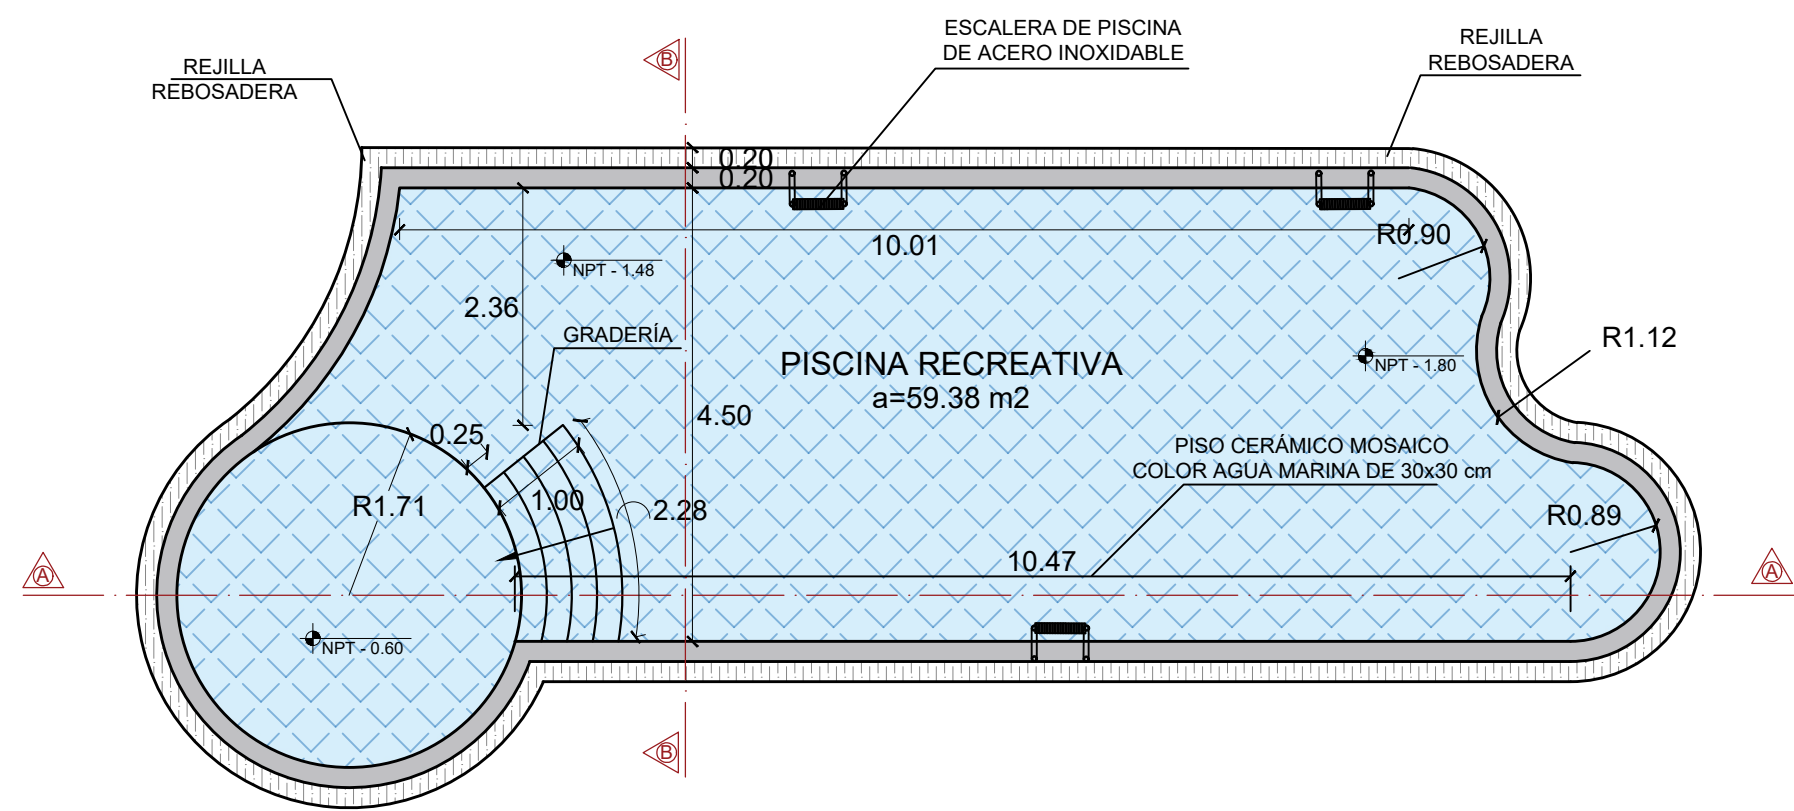 ESCALERA DE PISCINA
DE ACERO INOXIDABLE
REJILLA
REBOSADERA
REJILLA
REBOSADERA
B
0.20
0.20
10.01
R0.90
NPT - 1.48
2.36
GRADERÍA
R1.12
PISCINA RECREATIVA
a=59.38 m2
NPT - 1.80
4.50
0.25
PISO CERÁMICO MOSAICO
COLOR AGUA MARINA DE 30x30 cm
1.00
R1.71
2.28
R0.89
10.47
A
A
NPT - 0.60
B